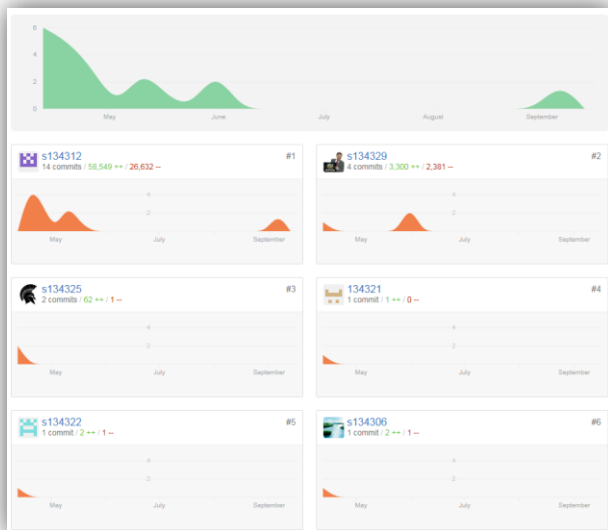 6
4
2
0
May June July August September
s134312 #1
14 commits / 58,549 ++ / 26,632 --
4
2
May July September
s134329 #2
4 commits / 3,300 ++ / 2,381 --
4
2
May July September
s134325 #3
2 commits / 62 ++ / 1 --
4
2
May July September
134321 #4
1 commit / 1 ++ / 0 --
4
2
May July September
s134322 #5
1 commit / 2 ++ / 1 --
4
2
May July September
s134306 #6
1 commit / 2 ++ / 1 --
4
2
May July September